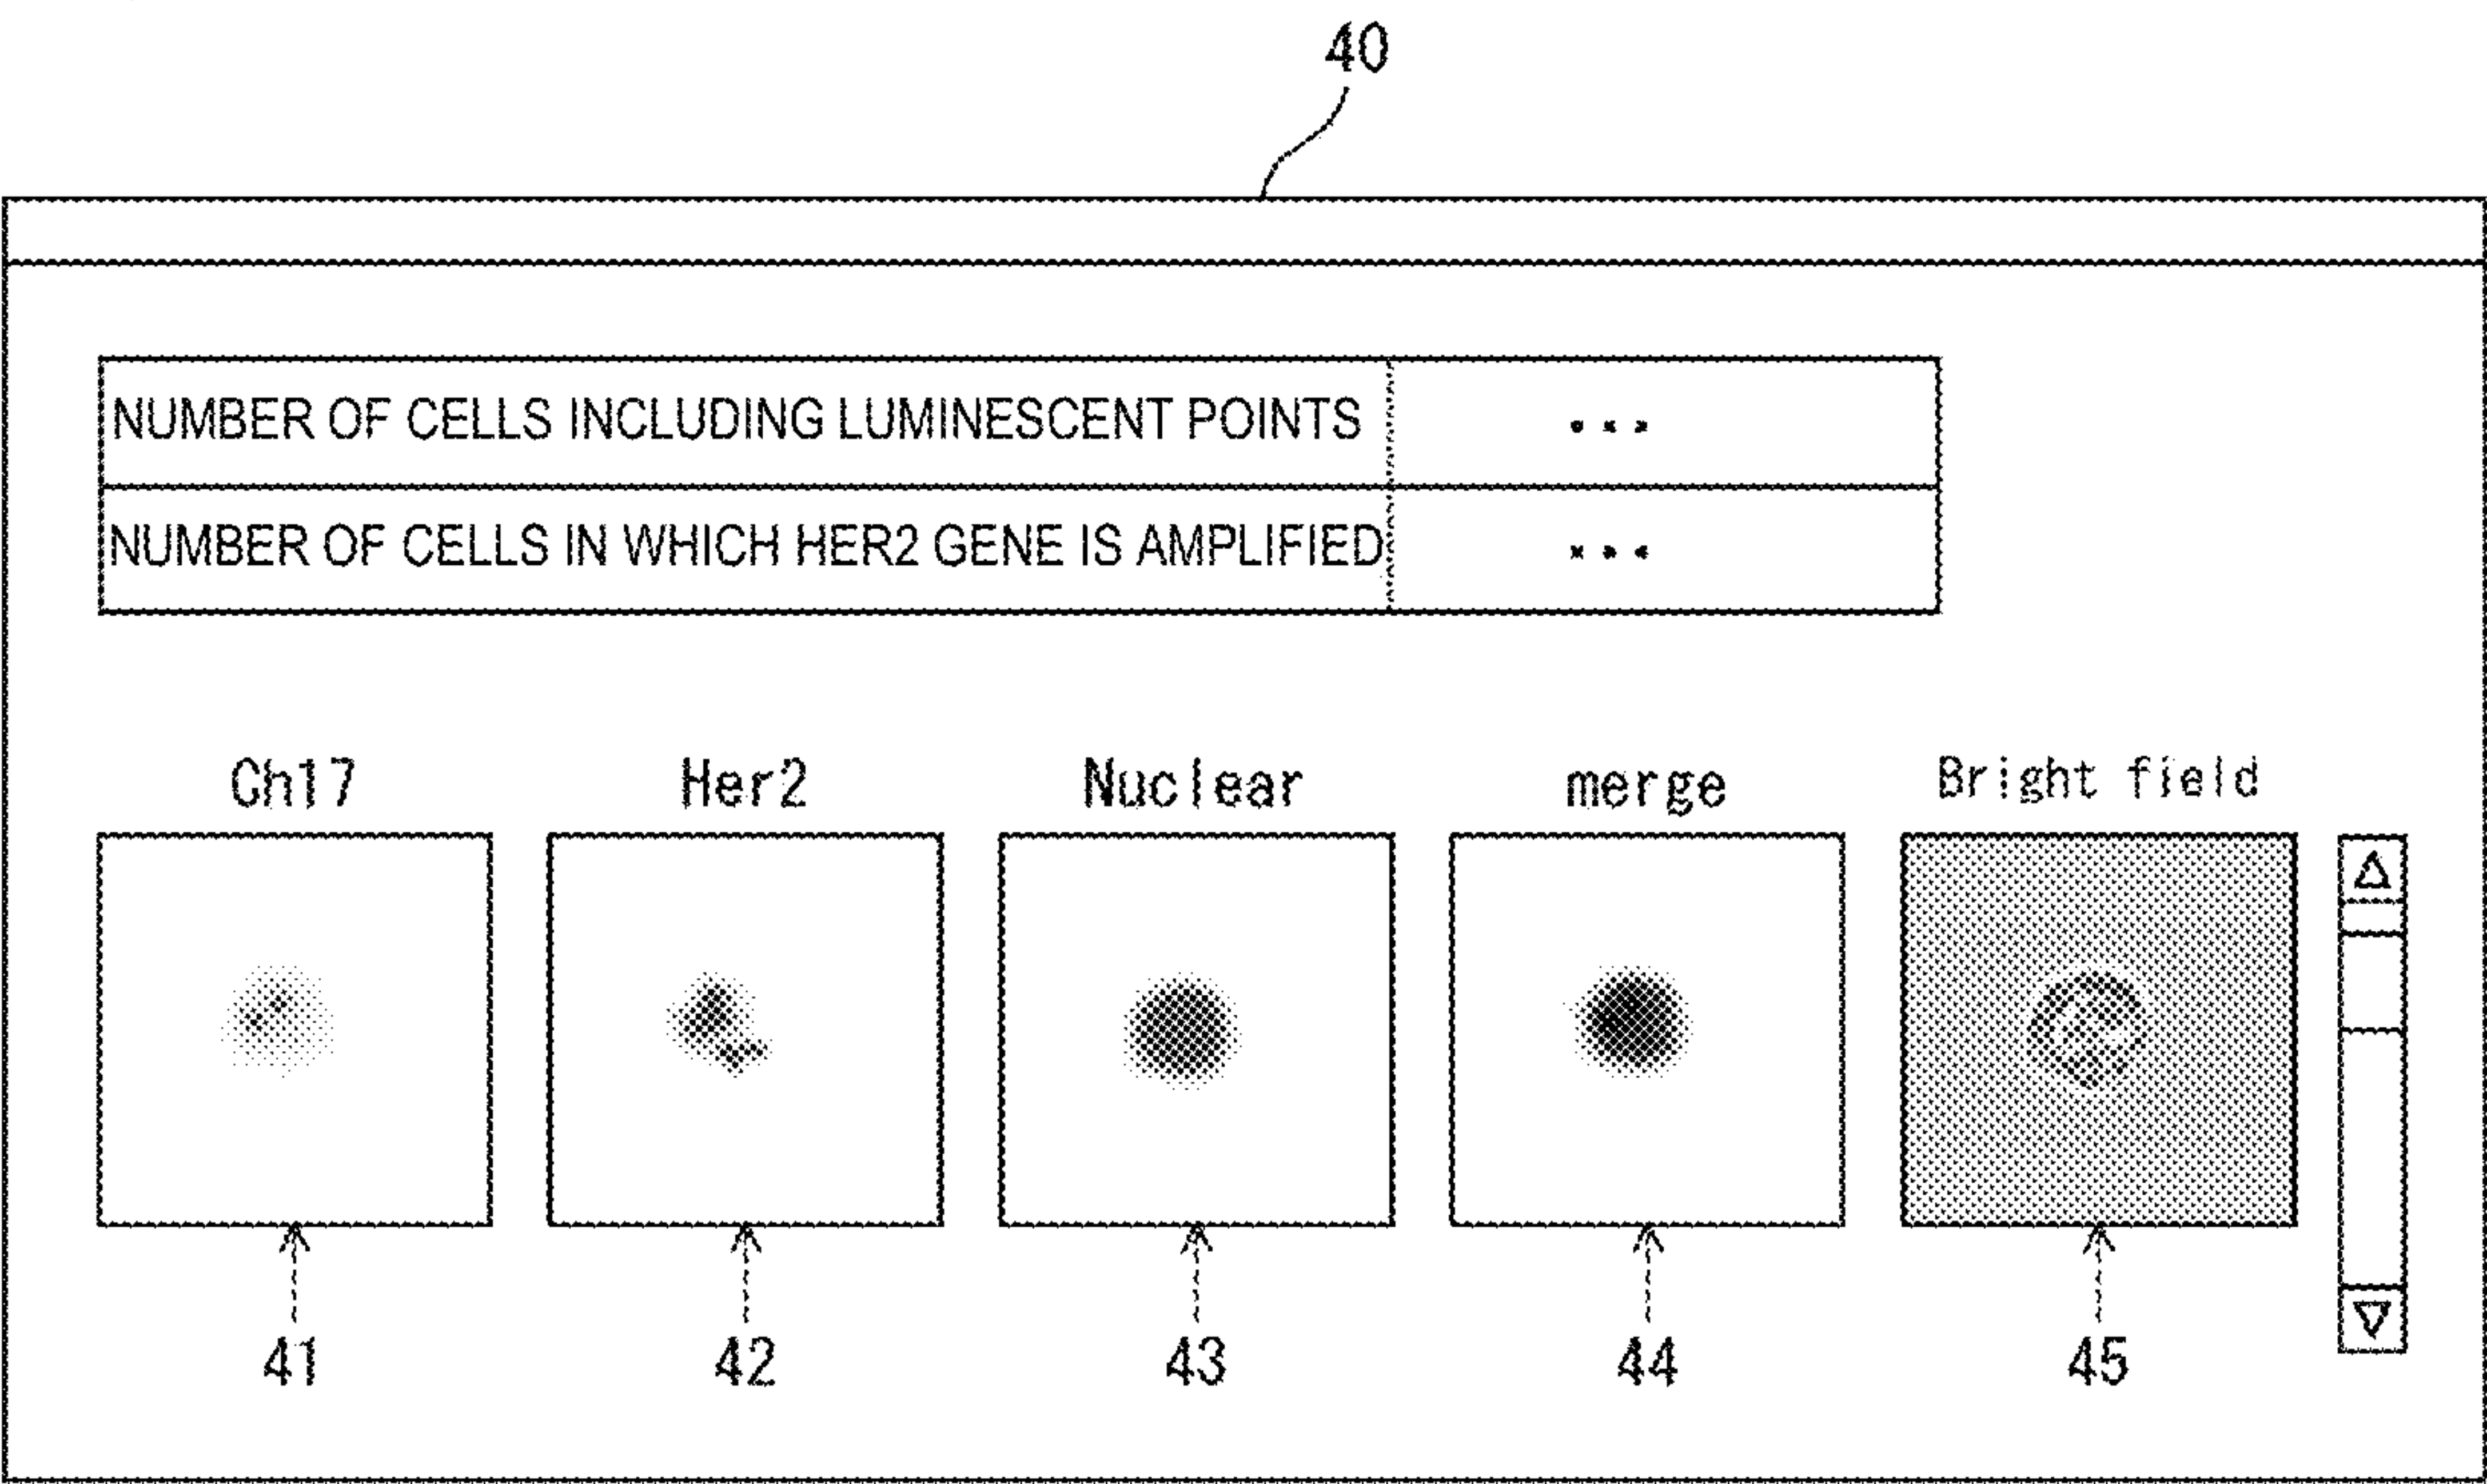 40
NUMBER OF CELLS INCLUDING LUMINESCENT POINTS ...
NUMBER OF CELLS IN WHICH HER2 GENE IS AMPLIFIED ...
Ch17 Her2 Nuclear merge Bright field
41 42 43 44 45